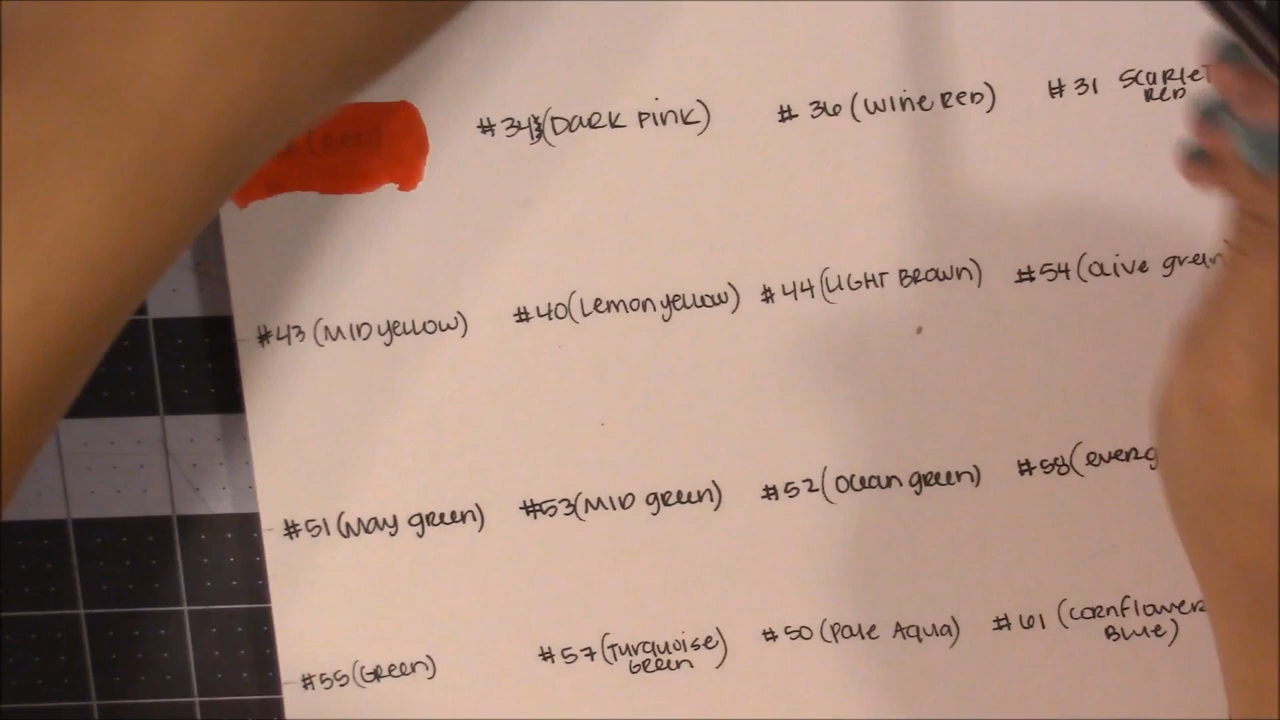 #34 (DARK PINK)
#36 (WINE RED)
#31 SCARLET
RED
#43 (MID yellow)
#40 (Lemon yellow)
#44 (LIGHT BROWN)
#54 (Olive green)
#51 (May green)
#53 (MID green)
#52 (Ocean green)
#58 (everg
#55 (Green)
#57 (Turquoise
Green)
#50 (Pale Aqua)
#61 (Cornflower
Blue)